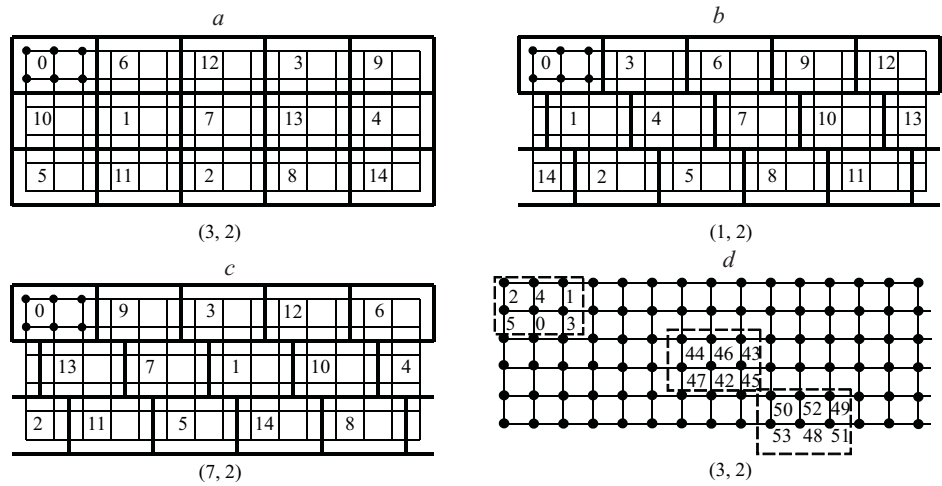 a
0 6 12 3 9
10 1 7 13 4
5 11 2 8 14
(3, 2)
b
0 3 6 9 12
1 4 7 10 13
14 2 5 8 11
(1, 2)
c
0 9 3 12 6
13 7 1 10 4
2 11 5 14 8
(7, 2)
d
2 4 1
5 0 3
44 46 43
47 42 45
50 52 49
53 48 51
(3, 2)